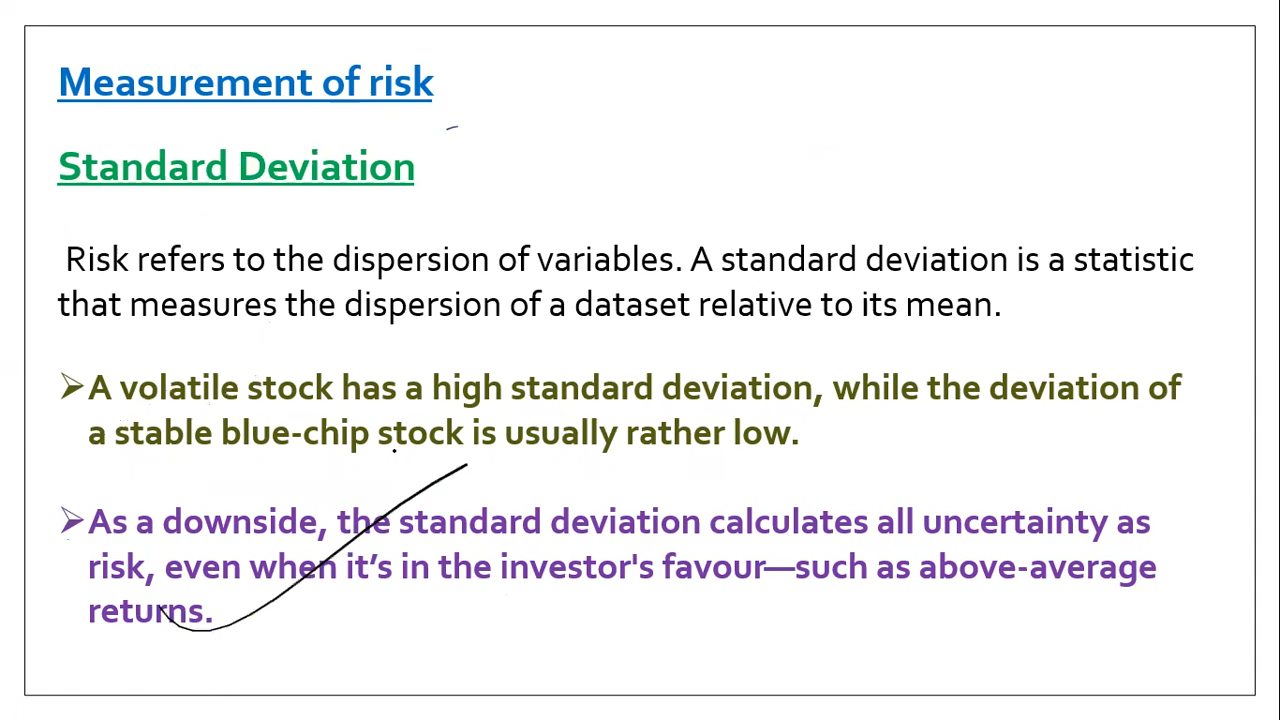 Measurement of risk
Standard Deviation
Risk refers to the dispersion of variables. A standard deviation is a statistic
that measures the dispersion of a dataset relative to its mean.
➢A volatile stock has a high standard deviation, while the deviation of
a stable blue-chip stock is usually rather low.
➢As a downside, the standard deviation calculates all uncertainty as
risk, even when it’s in the investor's favour—such as above-average
returns.